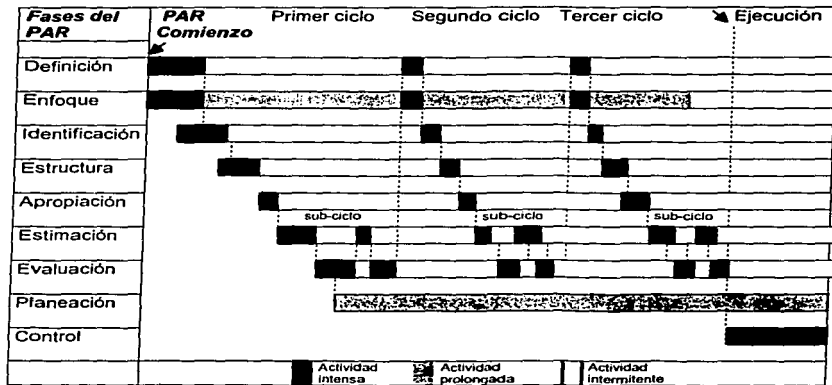 Fases del PAR
PAR Comienzo
Primer ciclo
Segundo ciclo
Tercer ciclo
Ejecución
Definición
Enfoque
Identificación
Estructura
Apropiación
sub-ciclo
sub-ciclo
sub-ciclo
Estimación
Evaluación
Planeación
Control
Actividad intensa
Actividad prolongada
Actividad intermitente